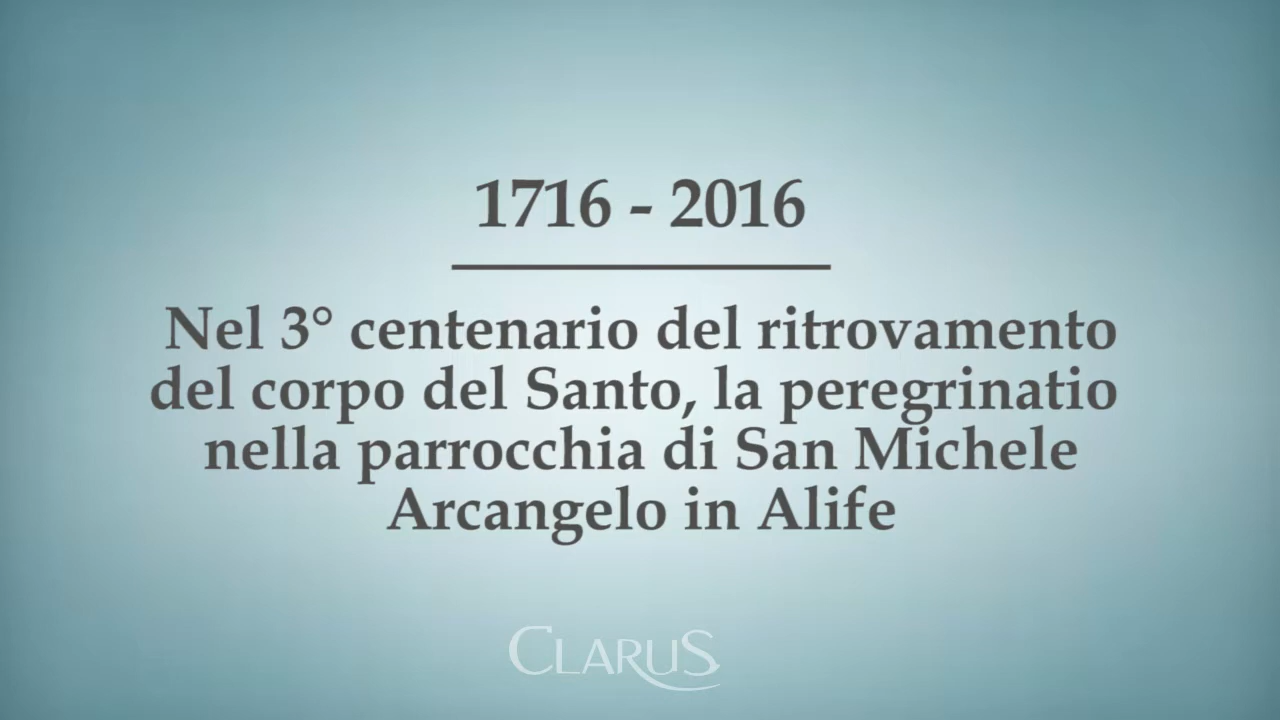 1716 - 2016
Nel 3° centenario del ritrovamento
del corpo del Santo, la peregrinatio
nella parrocchia di San Michele
Arcangelo in Alife
CLARUS